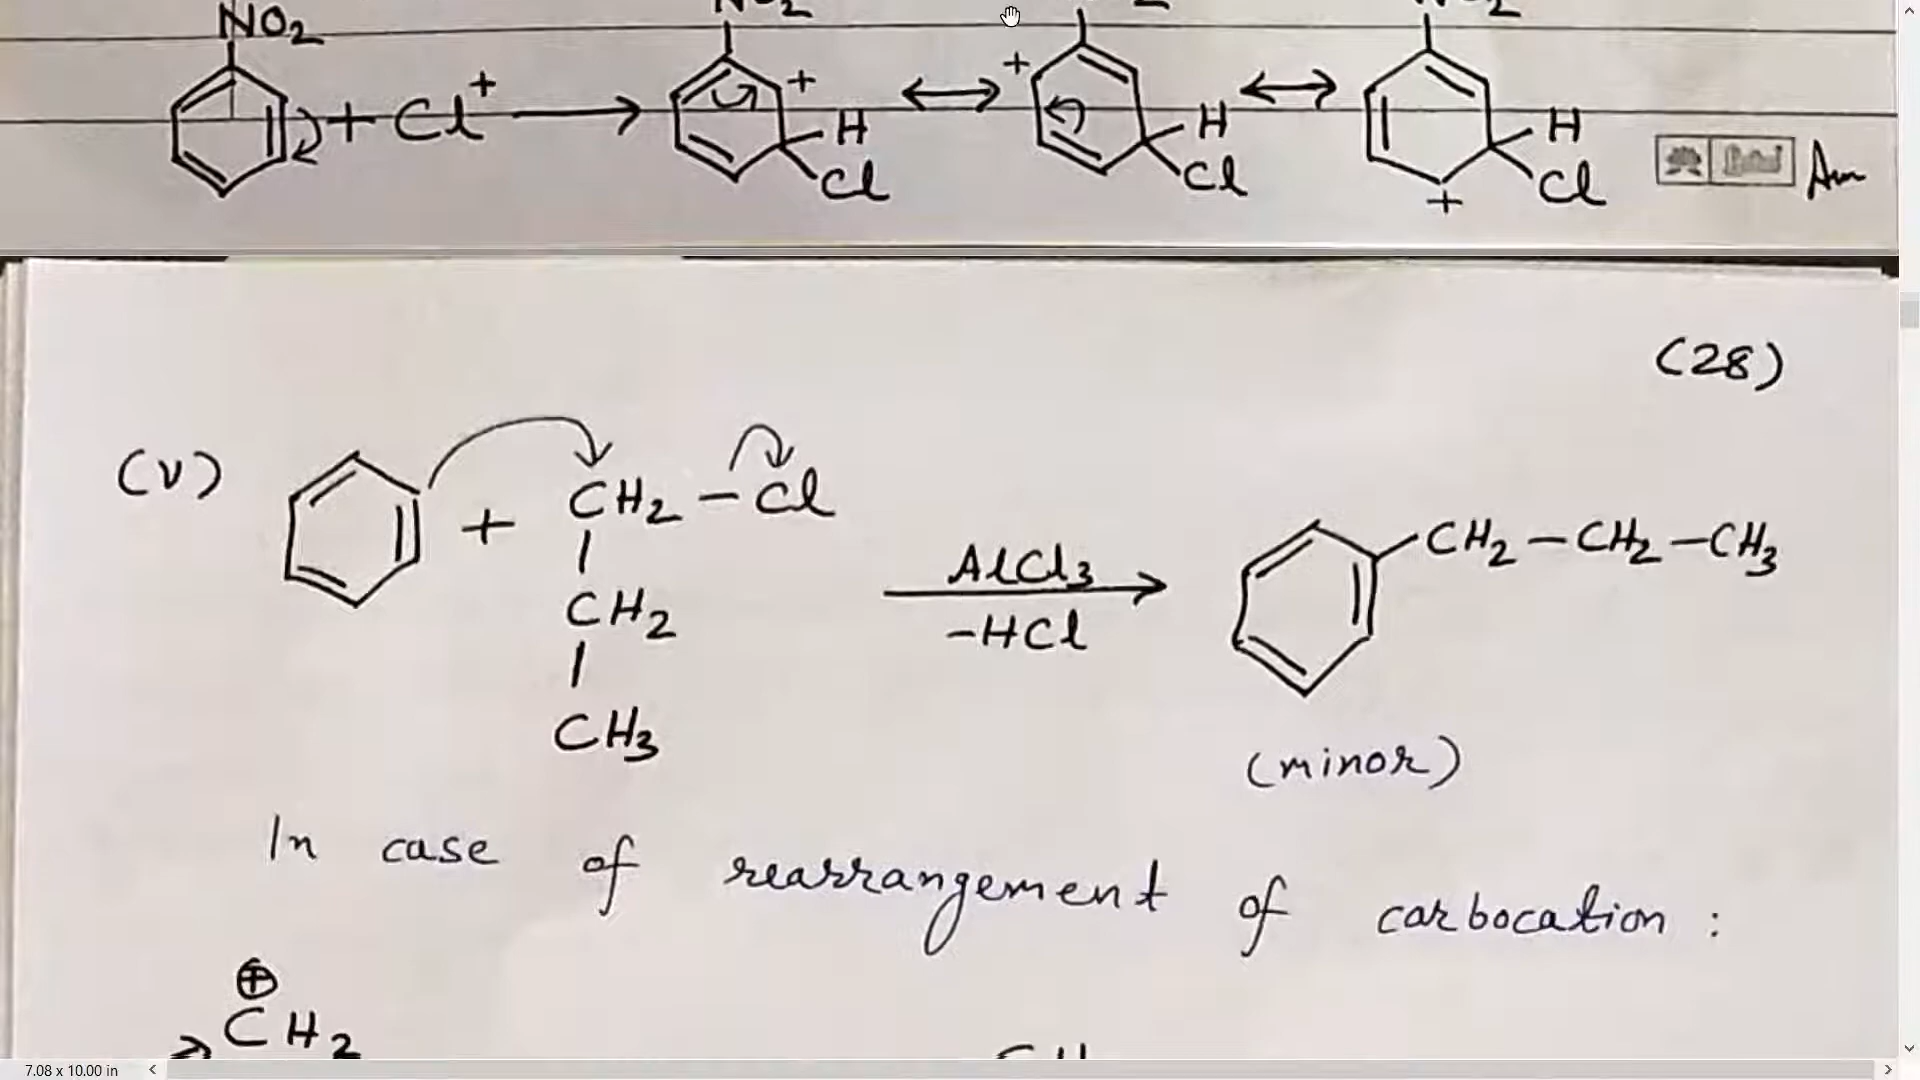 NO2
+ Cl+ → + H Cl ↔ + H Cl ↔ + H Cl
(28)
(v) + CH2 – Cl
CH2
CH3
AlCl3
-HCl
CH2 – CH2 – CH3
(minor)
In case of rearrangement of carbocation :
⊕
CH2
7.08 x 10.00 in